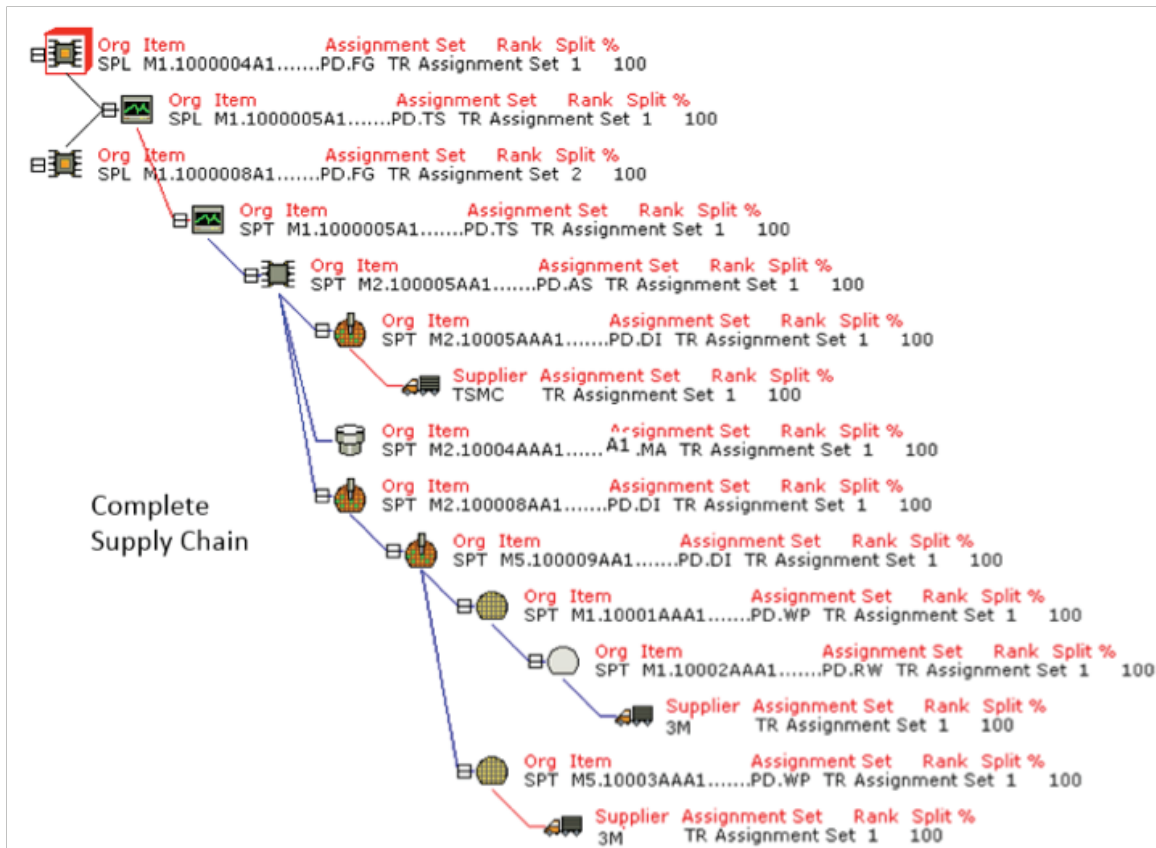 Org Item Assignment Set Rank Split %
SPL M1.1000004A1.......PD.FG TR Assignment Set 1 100
Org Item Assignment Set Rank Split %
SPL M1.1000005A1.......PD.TS TR Assignment Set 1 100
Org Item Assignment Set Rank Split %
SPL M1.1000008A1.......PD.FG TR Assignment Set 2 100
Org Item Assignment Set Rank Split %
SPT M1.1000005A1.......PD.TS TR Assignment Set 1 100
Org Item Assignment Set Rank Split %
SPT M2.100005AA1.......PD.AS TR Assignment Set 1 100
Org Item Assignment Set Rank Split %
SPT M2.10005AAA1.......PD.DI TR Assignment Set 1 100
Supplier Assignment Set Rank Split %
TSMC TR Assignment Set 1 100
Org Item Assignment Set Rank Split %
SPT M2.10004AAA1...... A1 .MA TR Assignment Set 1 100
Org Item Assignment Set Rank Split %
SPT M2.100008AA1.......PD.DI TR Assignment Set 1 100
Complete
Supply Chain
Org Item Assignment Set Rank Split %
SPT M5.100009AA1.......PD.DI TR Assignment Set 1 100
Org Item Assignment Set Rank Split %
SPT M1.10001AAA1.......PD.WP TR Assignment Set 1 100
Org Item Assignment Set Rank Split %
SPT M1.10002AAA1.......PD.RW TR Assignment Set 1 100
Supplier Assignment Set Rank Split %
3M TR Assignment Set 1 100
Org Item Assignment Set Rank Split %
SPT M5.10003AAA1.......PD.WP TR Assignment Set 1 100
Supplier Assignment Set Rank Split %
3M TR Assignment Set 1 100